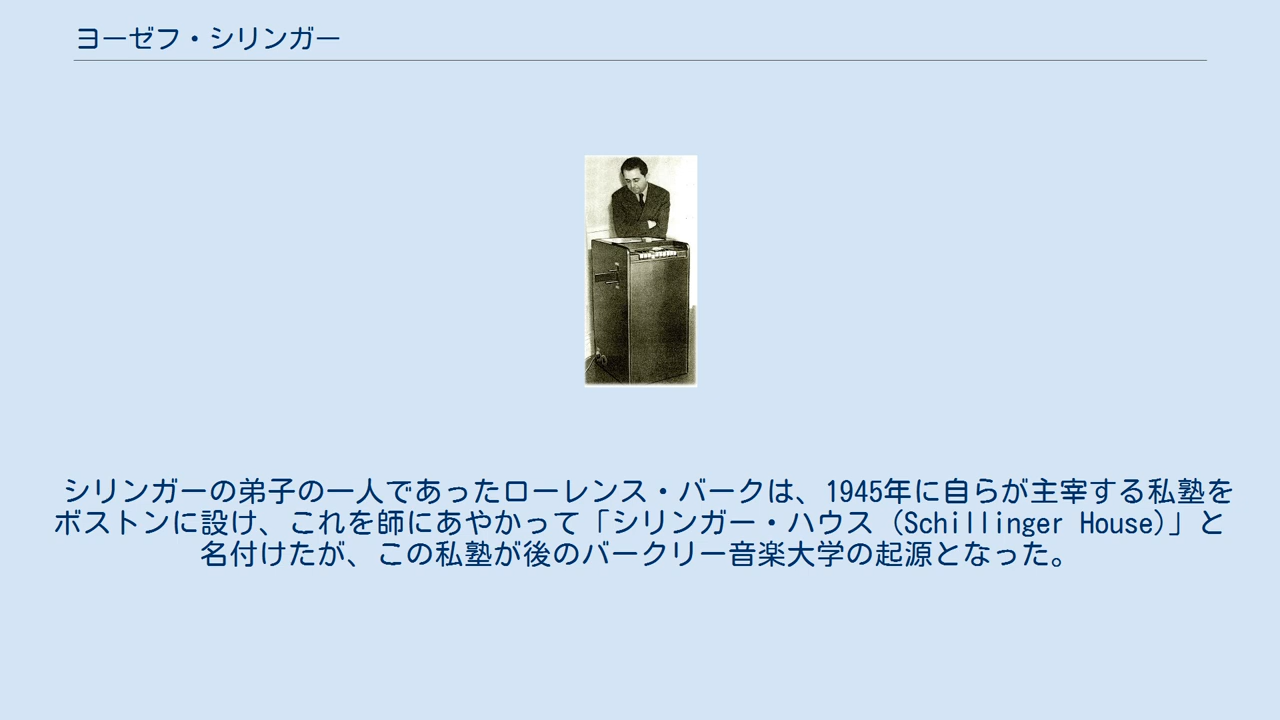 ヨーゼフ・シリンガー
シリンガーの弟子の一人であったローレンス・バークは、1945年に自らが主宰する私塾を
ボストンに設け、これを師にあやかって「シリンガー・ハウス (Schillinger House)」と
名付けたが、この私塾が後のバークリー音楽大学の起源となった。